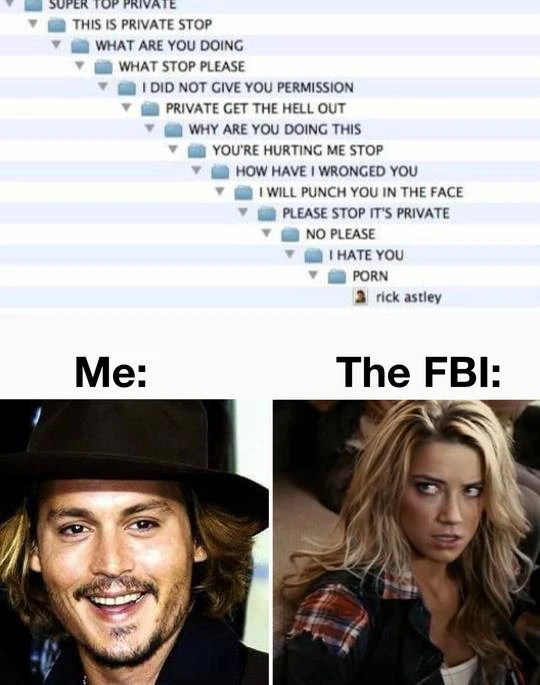 SUPER TOP PRIVATE
THIS IS PRIVATE STOP
WHAT ARE YOU DOING
WHAT STOP PLEASE
I DID NOT GIVE YOU PERMISSION
PRIVATE GET THE HELL OUT
WHY ARE YOU DOING THIS
YOU'RE HURTING ME STOP
HOW HAVE I WRONGED YOU
I WILL PUNCH YOU IN THE FACE
PLEASE STOP IT'S PRIVATE
NO PLEASE
I HATE YOU
PORN
rick astley
Me: The FBI: